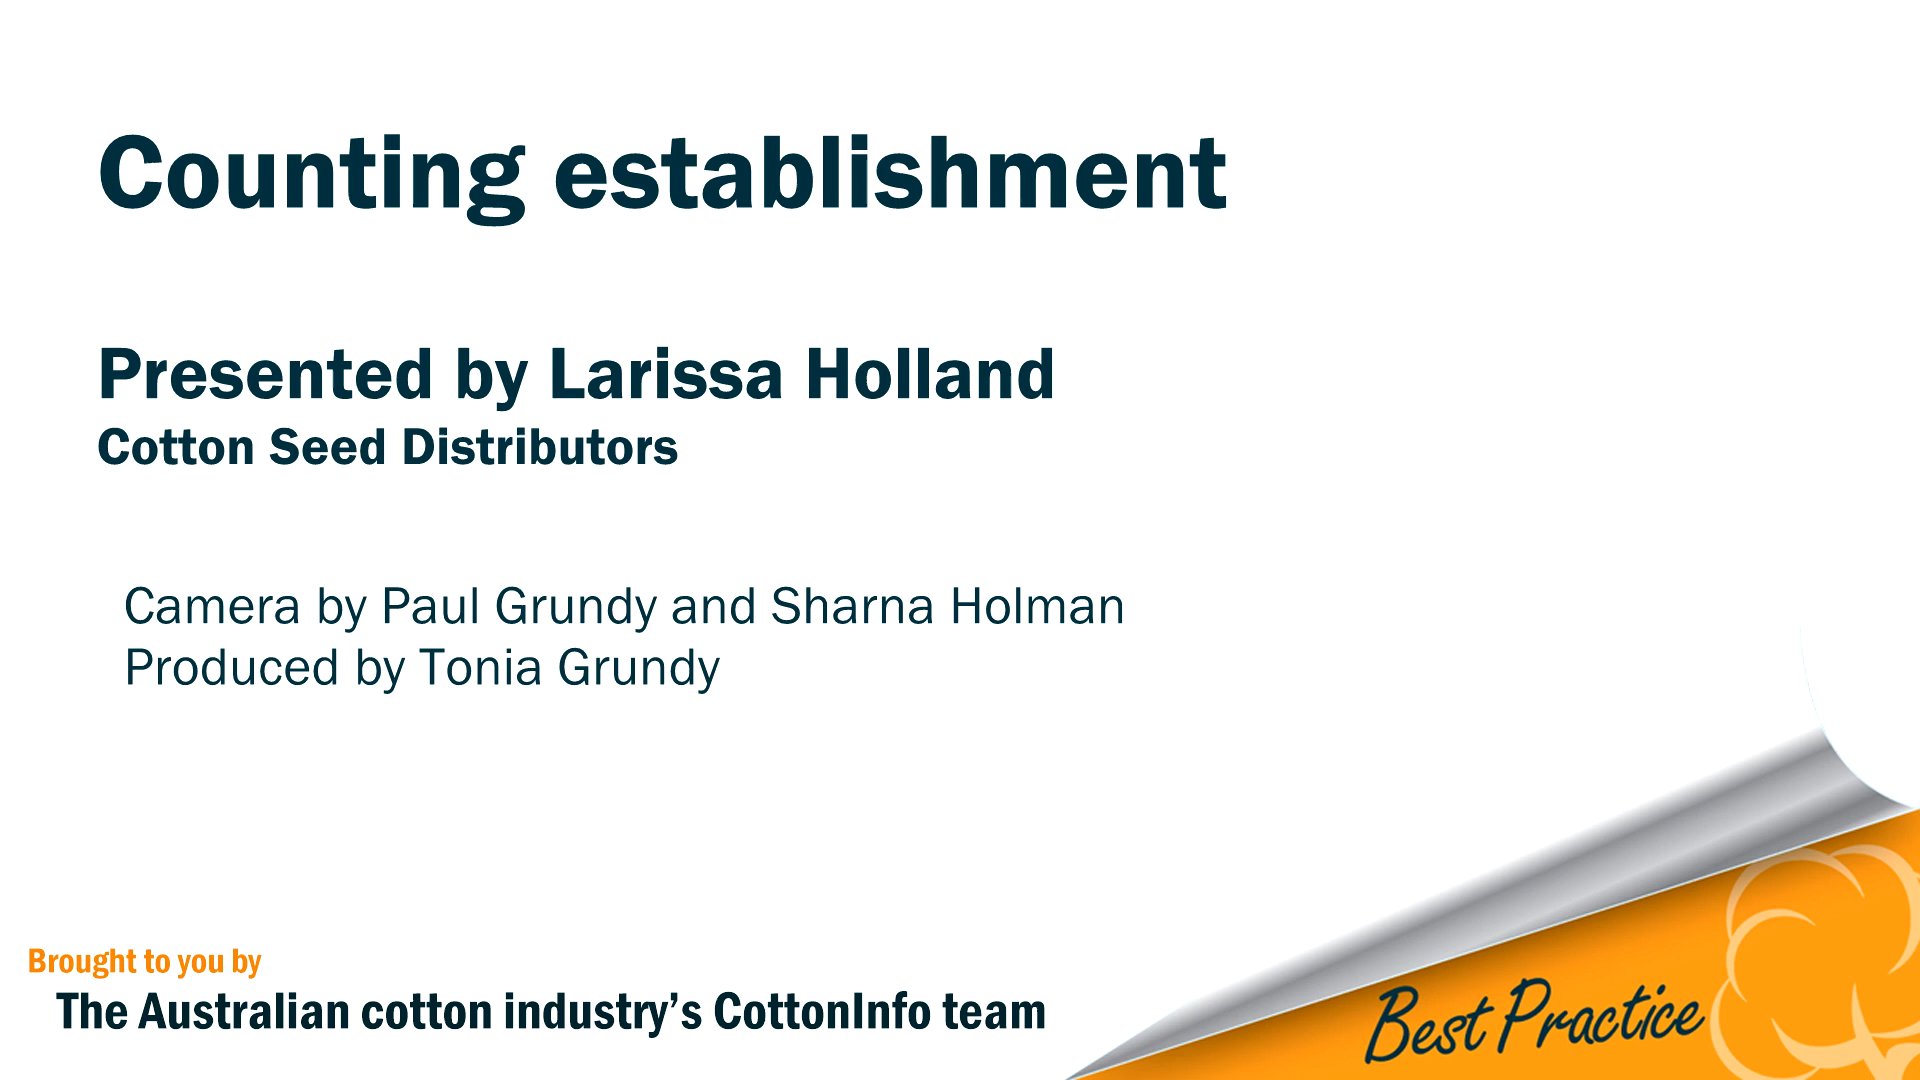 Counting establishment
Presented by Larissa Holland
Cotton Seed Distributors
Camera by Paul Grundy and Sharna Holman
Produced by Tonia Grundy
Brought to you by
The Australian cotton industry’s CottonInfo team
Best Practice